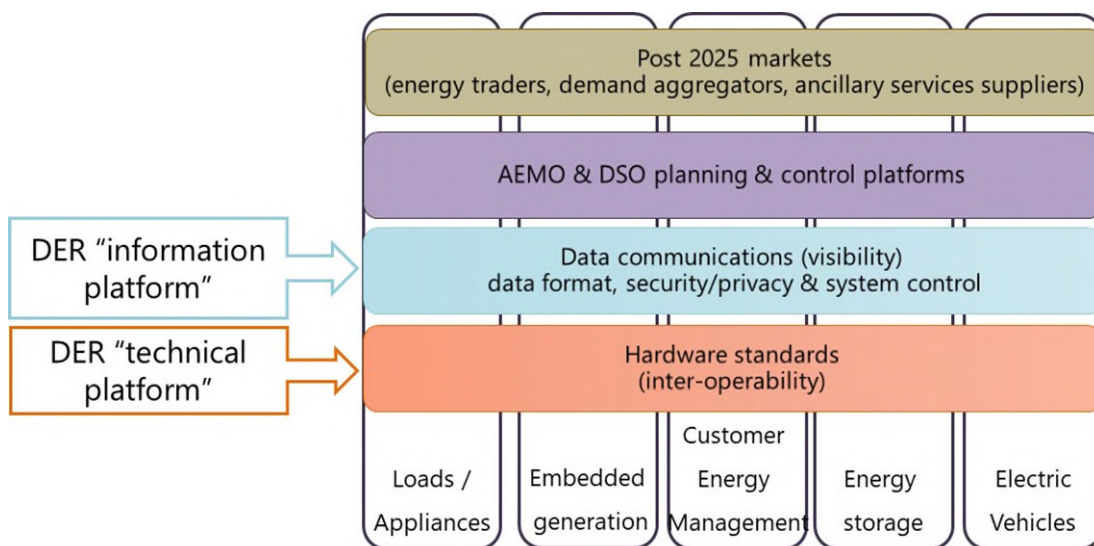 Post 2025 markets
(energy traders, demand aggregators, ancillary services suppliers)
AEMO & DSO planning & control platforms
DER “information
platform”
Data communications (visibility)
data format, security/privacy & system control
DER “technical
platform”
Hardware standards
(inter-operability)
Loads /
Appliances
Embedded
generation
Customer
Energy
Management
Energy
storage
Electric
Vehicles